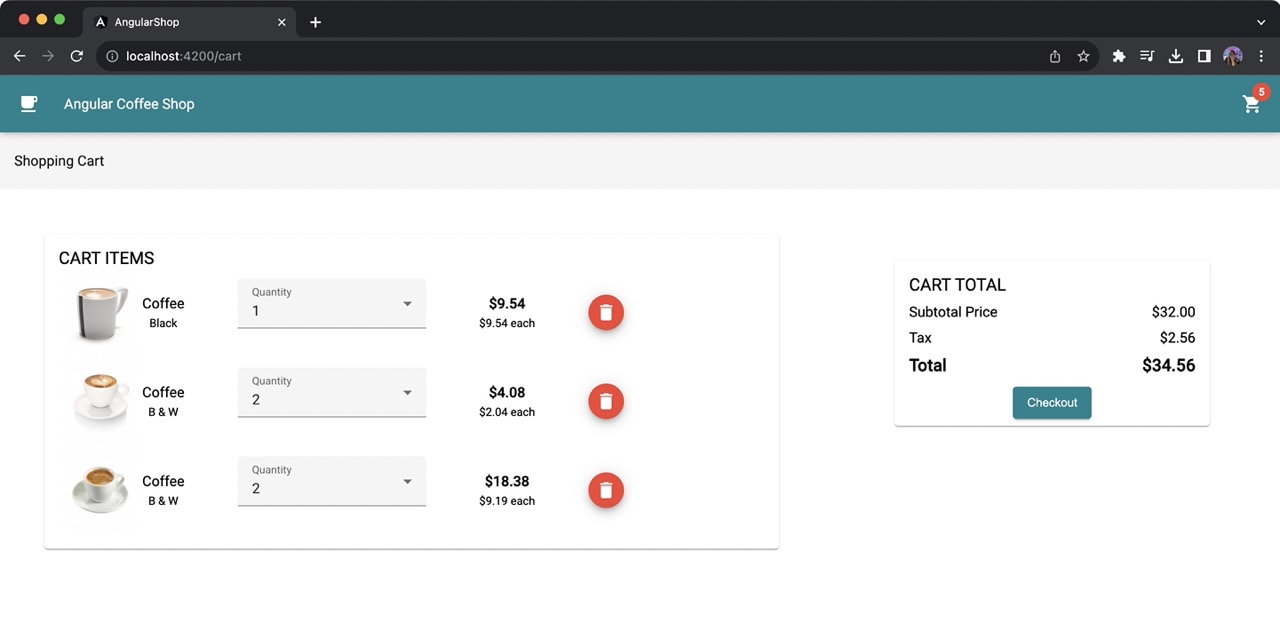 AngularShop
localhost:4200/cart
Angular Coffee Shop
5
Shopping Cart
CART ITEMS
Coffee
Black
Quantity
1
$9.54
$9.54 each
Coffee
B & W
Quantity
2
$4.08
$2.04 each
Coffee
B & W
Quantity
2
$18.38
$9.19 each
CART TOTAL
Subtotal Price $32.00
Tax $2.56
Total $34.56
Checkout